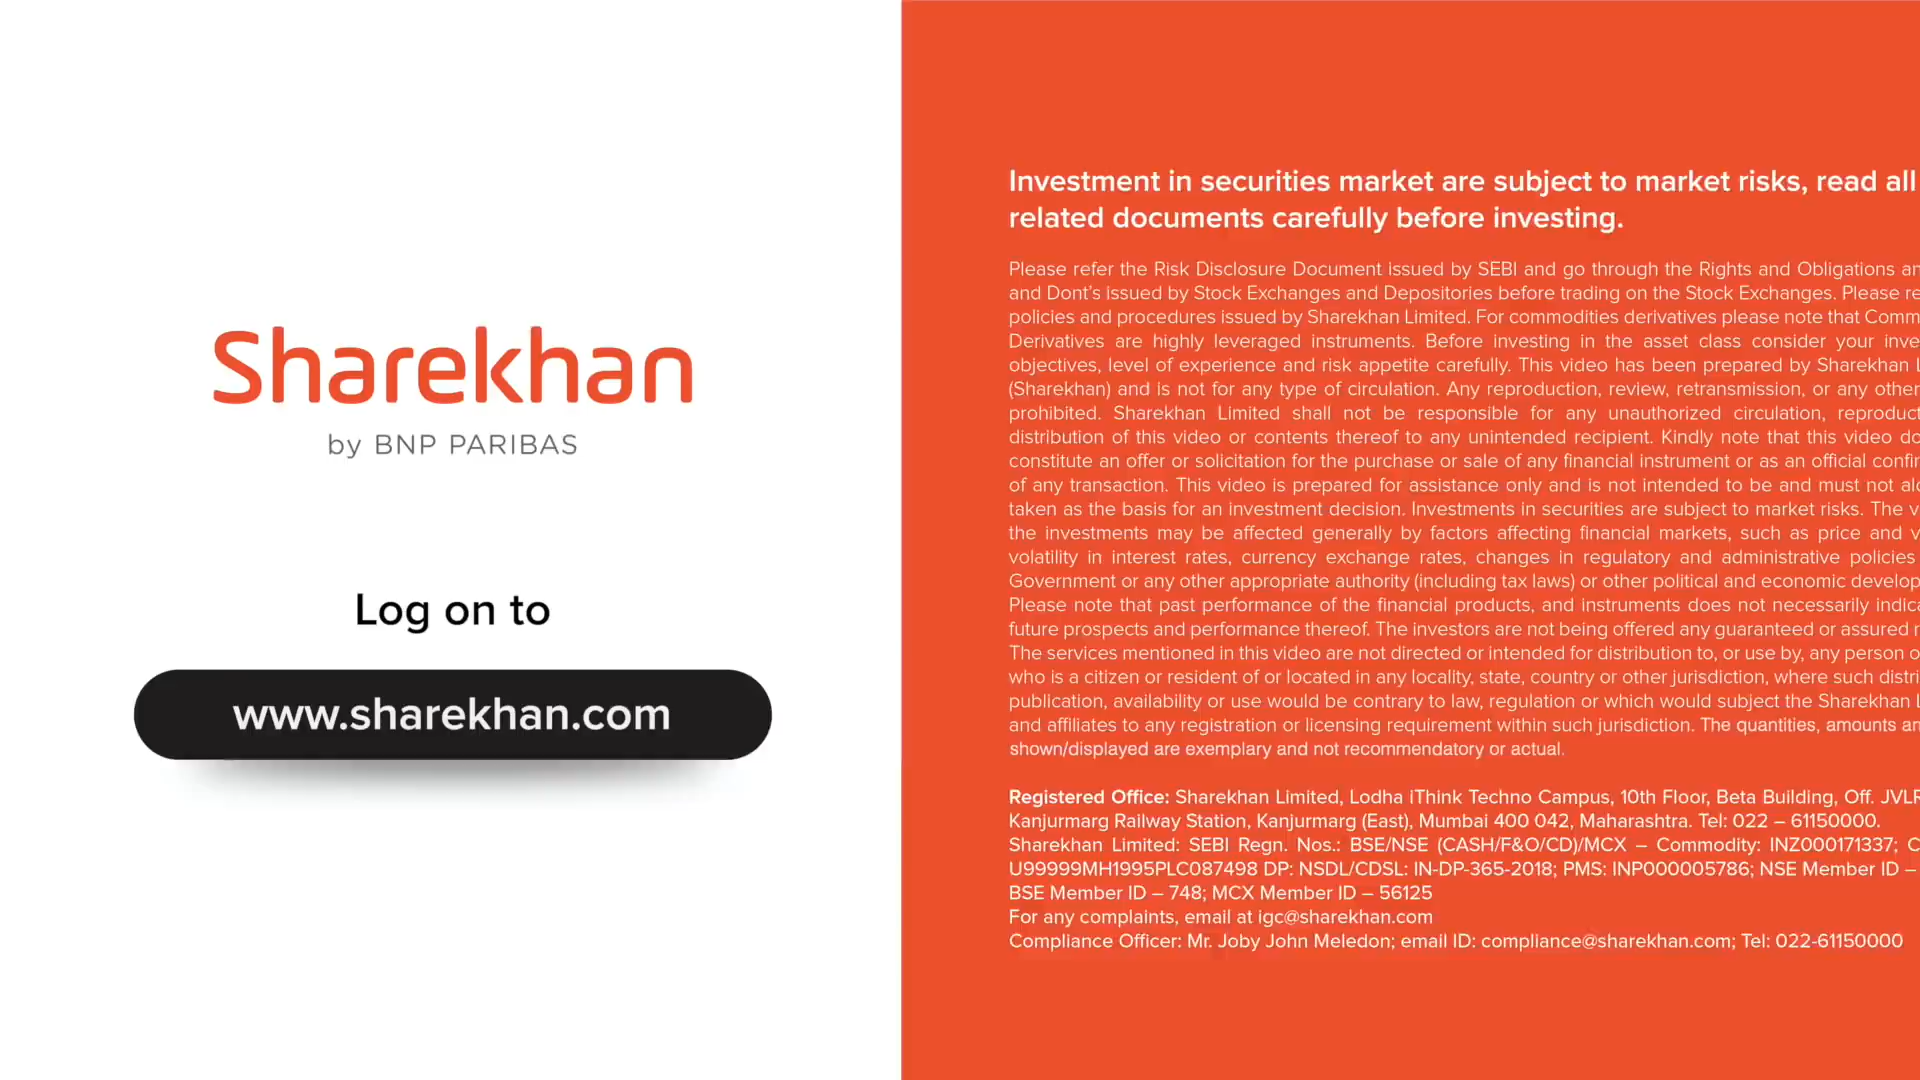 Sharekhan
by BNP PARIBAS
Log on to
www.sharekhan.com
Investment in securities market are subject to market risks, read all
related documents carefully before investing.
Please refer the Risk Disclosure Document issued by SEBI and go through the Rights and Obligations
and Dont's issued by Stock Exchanges and Depositories before trading on the Stock Exchanges. Please
policies and procedures issued by Sharekhan Limited. For commodities derivatives please note that
Derivatives are highly leveraged instruments. Before investing in the asset class consider your
objectives, level of experience and risk appetite carefully. This video has been prepared by Sharekhan
(Sharekhan) and is not for any type of circulation. Any reproduction, review, retransmission, or any other
prohibited. Sharekhan Limited shall not be responsible for any unauthorized circulation,
distribution of this video or contents thereof to any unintended recipient. Kindly note that this video
constitute an offer or solicitation for the purchase or sale of any financial instrument or as an official
of any transaction. This video is prepared for assistance only and is not intended to be and must not
taken as the basis for an investment decision. Investments in securities are subject to market risks. The
the investments may be affected generally by factors affecting financial markets, such as price and
volatility in interest rates, currency exchange rates, changes in regulatory and administrative policies
Government or any other appropriate authority (including tax laws) or other political and economic
Please note that past performance of the financial products, and instruments does not necessarily
future prospects and performance thereof. The investors are not being offered any guaranteed or assured
The services mentioned in this video are not directed or intended for distribution to, or use by, any person
who is a citizen or resident of or located in any locality, state, country or other jurisdiction, where such
publication, availability or use would be contrary to law, regulation or which would subject the Sharekhan
and affiliates to any registration or licensing requirement within such jurisdiction. The quantities, amounts
shown/displayed are exemplary and not recommendatory or actual.
Registered Office: Sharekhan Limited, Lodha iThink Techno Campus, 10th Floor, Beta Building, Off.
Kanjurmarg Railway Station, Kanjurmarg (East), Mumbai 400 042, Maharashtra. Tel: 022 – 61150000.
Sharekhan Limited: SEBI Regn. Nos.: BSE/NSE (CASH/F&O/CD)/MCX – Commodity: INZ000171337;
U99999MH1995PLC087498 DP: NSDL/CDSL: IN-DP-365-2018; PMS: INP000005786; NSE Member ID –
BSE Member ID – 748; MCX Member ID – 56125
For any complaints, email at igc@sharekhan.com
Compliance Officer: Mr. Joby John Meledon; email ID: compliance@sharekhan.com; Tel: 022-61150000